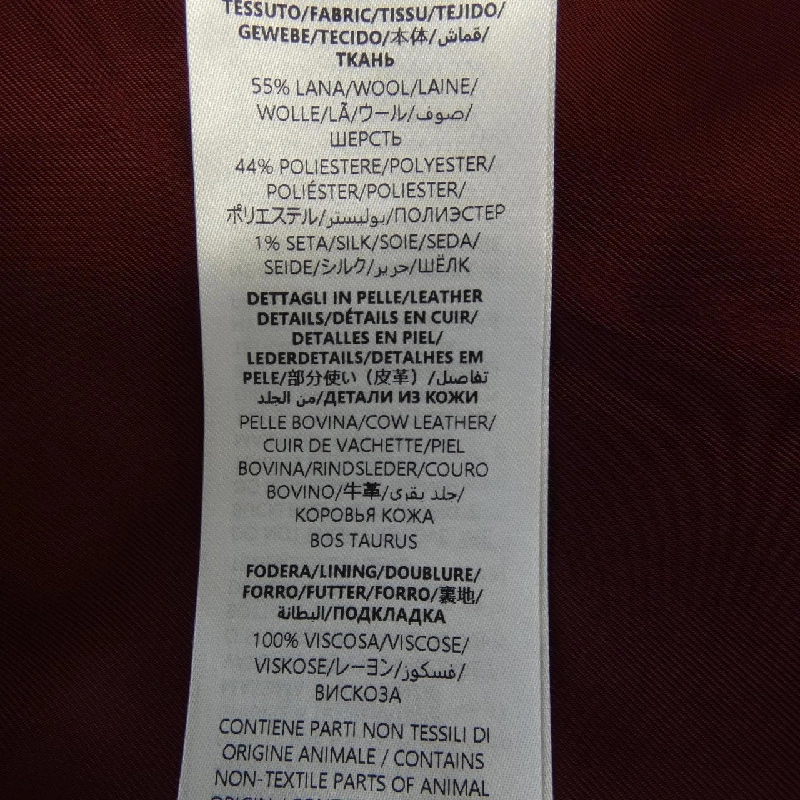 TESSUTO/FABRIC/TISSU/TEJIDO/
GEWEBE/TECIDO/本体/قماش/
ТКАНЬ
55% LANA/WOOL/LAINE/
WOLLE/LÃ/ウール/صوف/
ШЕРСТЬ
44% POLIESTERE/POLYESTER/
POLIÉSTER/POLIESTER/
ポリエステル/بوليستر/ПОЛИЭСТЕР
1% SETA/SILK/SOIE/SEDA/
SEIDE/シルク/حرير/ШЁЛК
DETTAGLI IN PELLE/LEATHER
DETAILS/DÉTAILS EN CUIR/
DETALLES EN PIEL/
LEDERDETAILS/DETALHES EM
PELE/部分使い（皮革）/تفاصيل
من الجلد/ДЕТАЛИ ИЗ КОЖИ
PELLE BOVINA/COW LEATHER/
CUIR DE VACHETTE/PIEL
BOVINA/RINDSLEDER/COURO
BOVINO/牛革/جلد بقري/
КОРОВЬЯ КОЖА
BOS TAURUS
FODERA/LINING/DOUBLURE/
FORRO/FUTTER/FORRO/裏地/
البطانة/ПОДКЛАДКА
100% VISCOSA/VISCOSE/
VISKOSE/レーヨン/فسكوز/
ВИСКОЗА
CONTIENE PARTI NON TESSILI DI
ORIGINE ANIMALE / CONTAINS
NON-TEXTILE PARTS OF ANIMAL